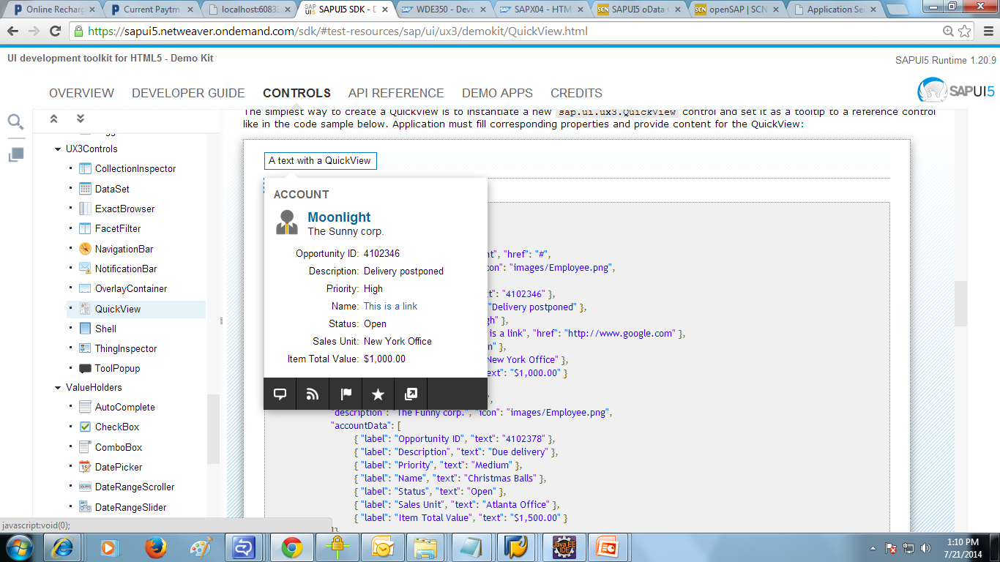 Online Recharg
Current Paytm
localhost:6083
SAPUI5 SDK - D
WDE350 - Deve
SAPX04 - HTM
SAPUI5 oData
openSAP | SCN
Application Se
https://sapui5.netweaver.ondemand.com/sdk/#test-resources/sap/ui/ux3/demokit/QuickView.html
UI development toolkit for HTML5 - Demo Kit
SAPUI5 Runtime 1.20.9
OVERVIEW DEVELOPER GUIDE CONTROLS API REFERENCE DEMO APPS CREDITS
SAPUI5
The simplest way to create a QuickView is to instantiate a new sap.ui.ux3.QuickView control and set it as a tooltip to a reference control
like in the code sample below. Application must fill corresponding properties and provide content for the QuickView:
UX3Controls
CollectionInspector
DataSet
ExactBrowser
FacetFilter
NavigationBar
NotificationBar
OverlayContainer
QuickView
Shell
ThingInspector
ToolPopup
ValueHolders
AutoComplete
CheckBox
ComboBox
DatePicker
DateRangeScroller
DateRangeSlider
A text with a QuickView
ACCOUNT
Moonlight
The Sunny corp.
Opportunity ID: 4102346
Description: Delivery postponed
Priority: High
Name: This is a link
Status: Open
Sales Unit: New York Office
Item Total Value: $1,000.00
nt", "href": "#",
con": "images/Employee.png",
t": "4102346" },
"Delivery postponed" },
gh" },
is a link", "href": "http://www.google.com" },
n" },
New York Office" },
ext": "$1,000.00" }
",
"description": "The Funny corp.", "icon": "images/Employee.png",
"accountData": [
{ "label": "Opportunity ID", "text": "4102378" },
{ "label": "Description", "text": "Due delivery" },
{ "label": "Priority", "text": "Medium" },
{ "label": "Name", "text": "Christmas Balls" },
{ "label": "Status", "text": "Open" },
{ "label": "Sales Unit", "text": "Atlanta Office" },
{ "label": "Item Total Value", "text": "$1,500.00" }
]}
javascript:void(0);
Java EE
IDE
1:10 PM
7/21/2014